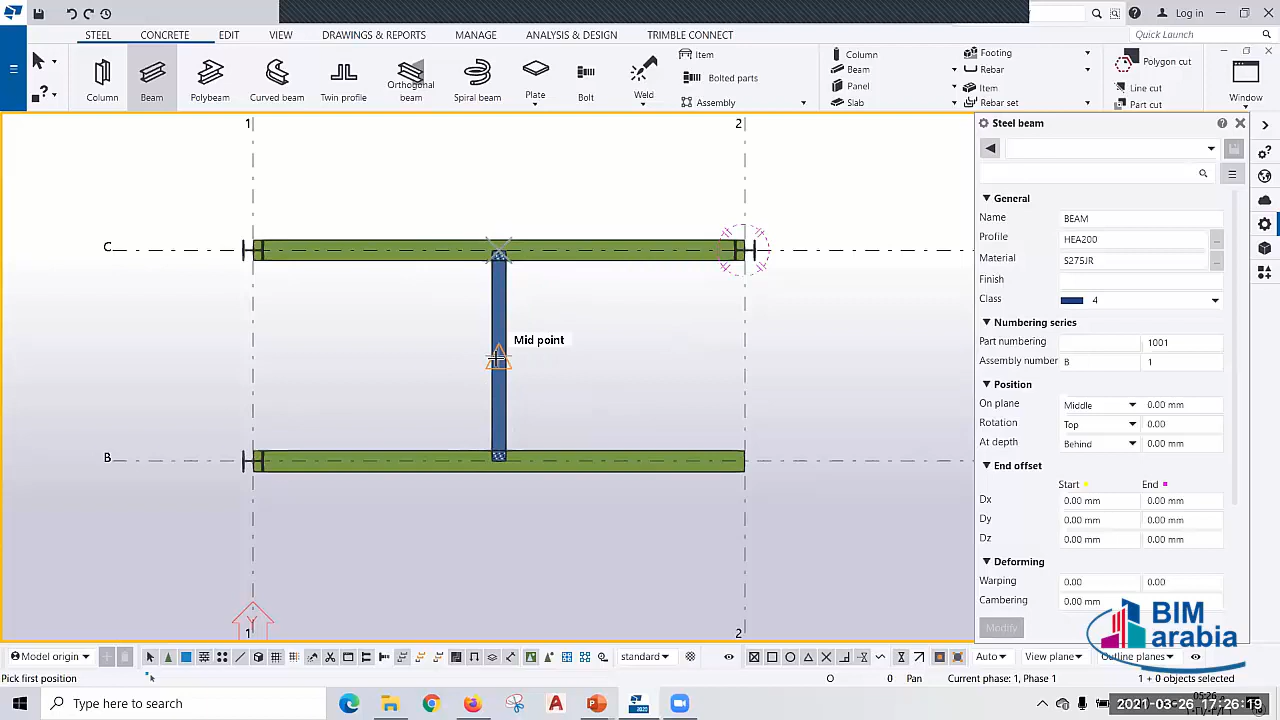 Log in
STEEL CONCRETE EDIT VIEW DRAWINGS & REPORTS MANAGE ANALYSIS & DESIGN TRIMBLE CONNECT Quick Launch
Column Beam Polybeam Curved beam Twin profile Orthogonal beam Spiral beam Plate Bolt Weld
Item
Bolted parts
Assembly
Column
Beam
Panel
Slab
Footing
Rebar
Item
Rebar set
Polygon cut
Line cut
Part cut
Window
1 2
C
Mid point
B
Y
1 2
Steel beam
General
Name BEAM
Profile HEA200
Material S275JR
Finish
Class 4
Numbering series
Part numbering 1001
Assembly number B 1
Position
On plane Middle 0.00 mm
Rotation Top 0.00
At depth Behind 0.00 mm
End offset
Start End
Dx 0.00 mm 0.00 mm
Dy 0.00 mm 0.00 mm
Dz 0.00 mm 0.00 mm
Deforming
Warping 0.00 0.00
Cambering 0.00 mm
Modify
BIM
arabia
Model origin standard Auto View plane Outline planes
Pick first position O 0 Pan Current phase: 1, Phase 1 1 + 0 objects selected
Type here to search
05:26
2021-03-26 17:26:19